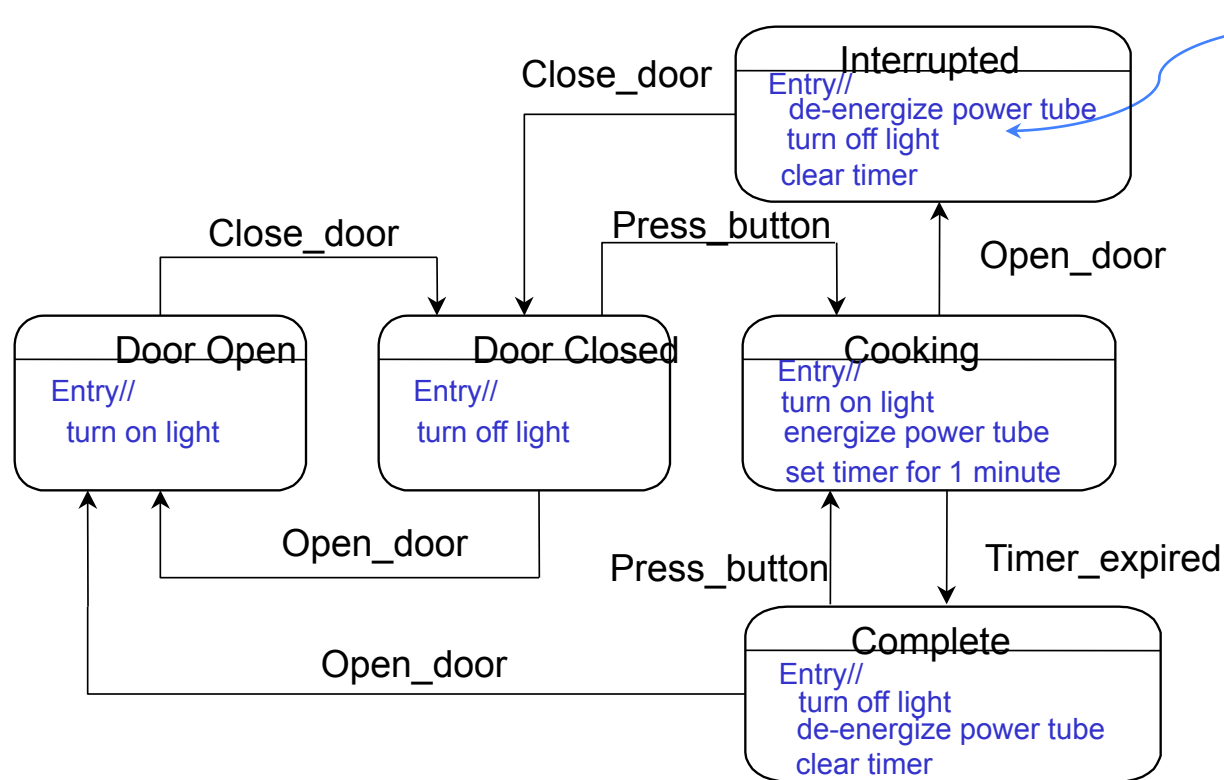 Interrupted
Close_door
Entry//
de-energize power tube
turn off light
clear timer
Close_door
Press_button
Open_door
Door Open
Entry//
turn on light
Door Closed
Entry//
turn off light
Cooking
Entry//
turn on light
energize power tube
set timer for 1 minute
Open_door
Press_button
Timer_expired
Open_door
Complete
Entry//
turn off light
de-energize power tube
clear timer